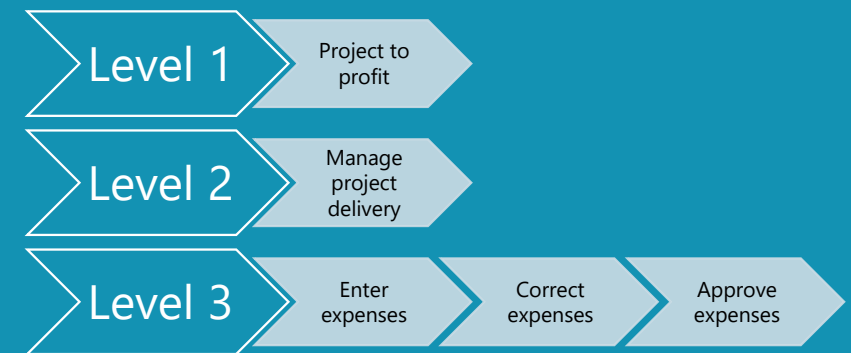 Level 1
Project to
profit
Level 2
Manage
project
delivery
Level 3
Enter
expenses
Correct
expenses
Approve
expenses